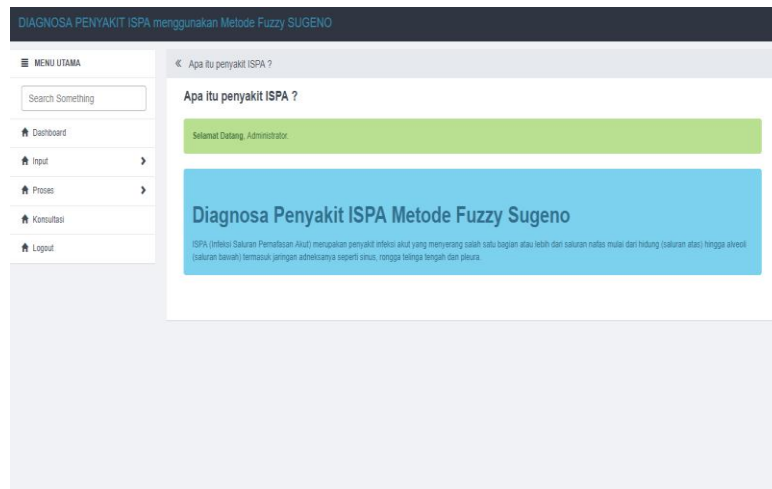 DIAGNOSA PENYAKIT ISPA menggunakan Metode Fuzzy SUGENO
MENU UTAMA
Search Something
Dashboard
Input
Proses
Konsultasi
Logout
Apa itu penyakit ISPA ?
Apa itu penyakit ISPA ?
Selamat Datang, Administrator.
Diagnosa Penyakit ISPA Metode Fuzzy Sugeno
ISPA (Infeksi Saluran Pernafasan Akut) merupakan penyakit infeksi akut yang menyerang salah satu bagian atau lebih dari saluran nafas mulai dari hidung (saluran atas) hingga alveoli
(saluran bawah) termasuk jaringan adneksanya seperti sinus, rongga telinga tengah dan pleura.